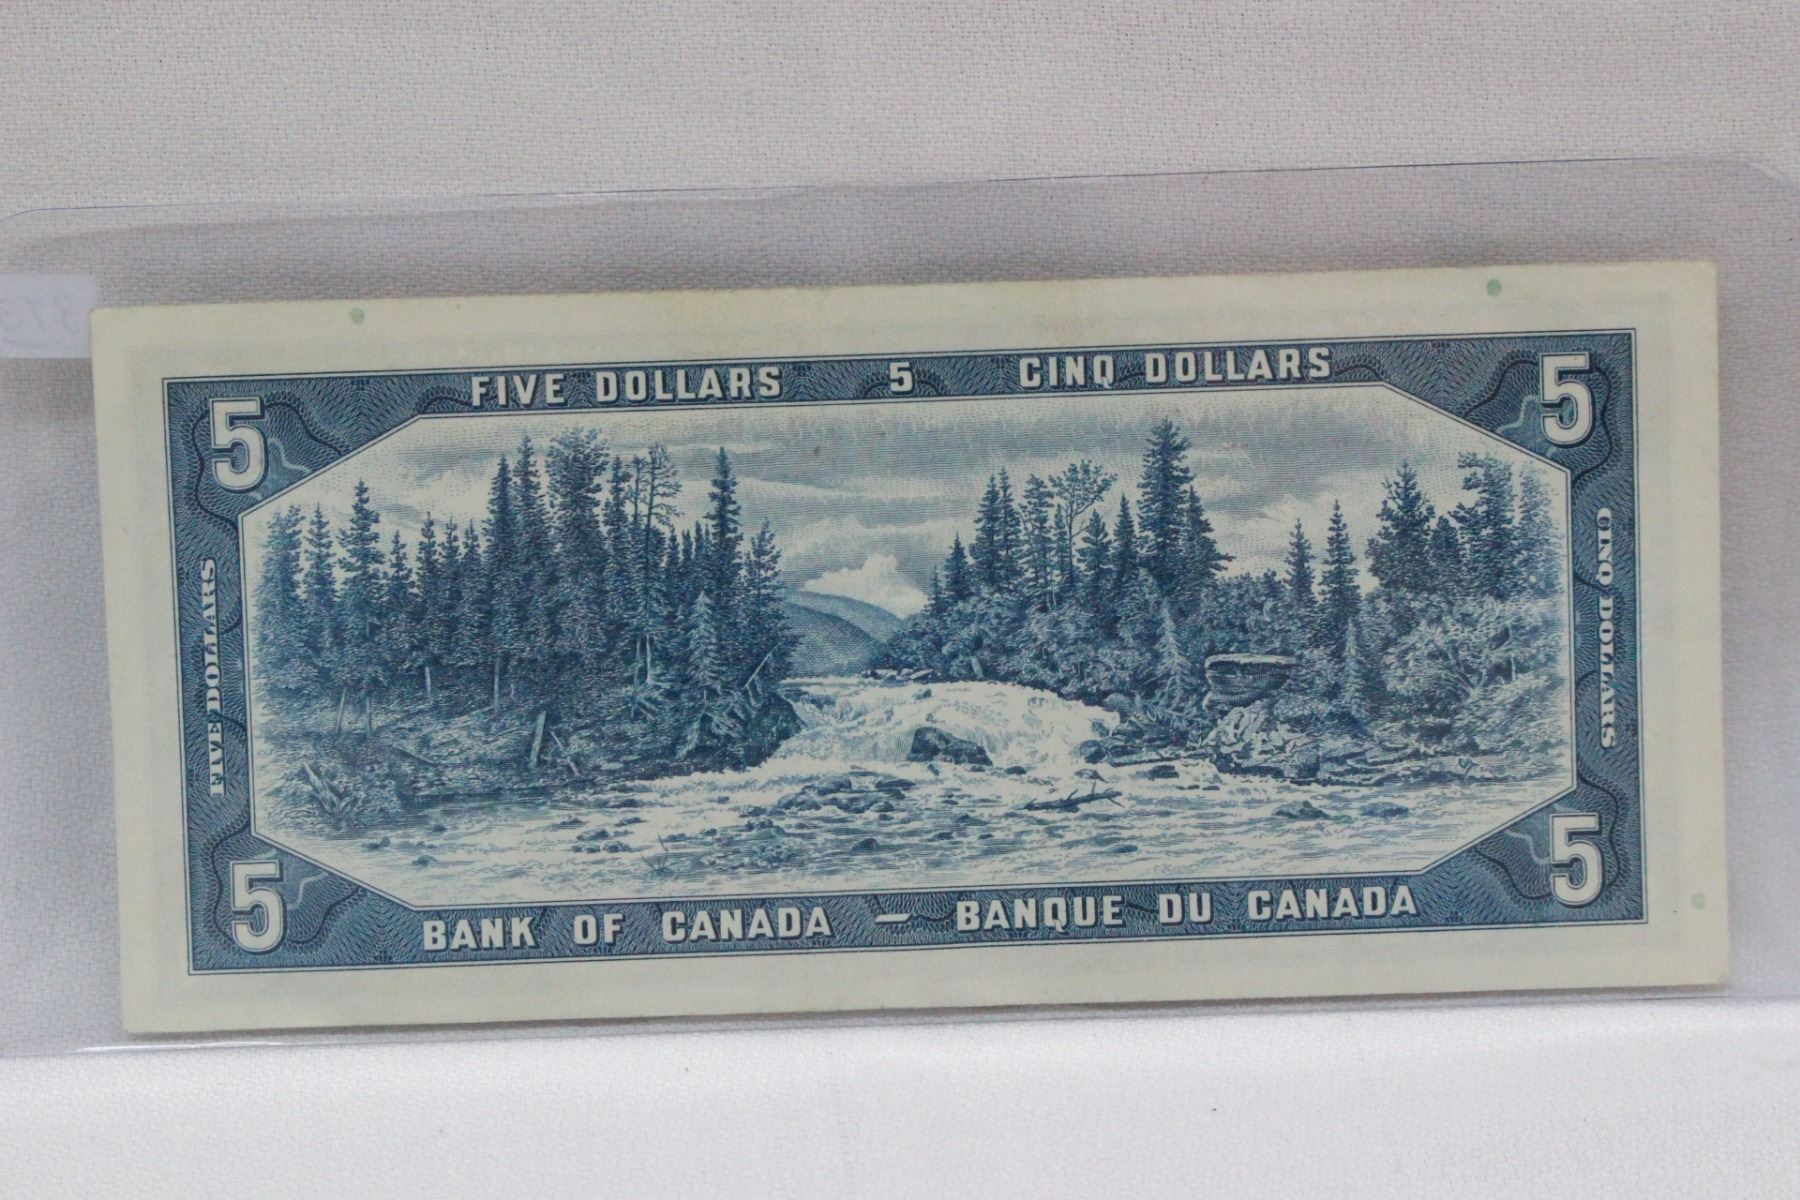 FIVE DOLLARS 5 CINQ DOLLARS
5 5
FIVE DOLLARS
CINQ DOLLARS
5 5
BANK OF CANADA — BANQUE DU CANADA